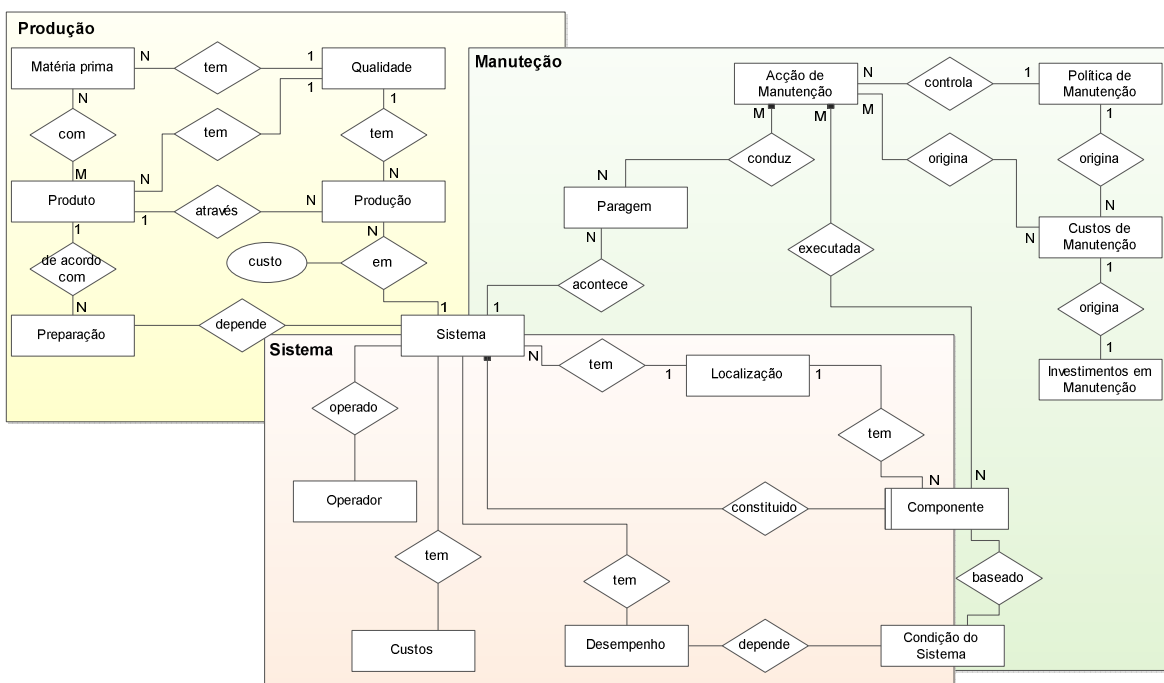 Produção
Matéria prima
N
tem
1
Qualidade
1
N
com
M
tem
N
1
tem
N
Produto
1
através
N
Produção
1
de acordo
com
N
custo
N
em
1
Preparação
depende
Sistema
Manuteção
Acção de
Manutenção
N
controla
1
Política de
Manutenção
M
M
M
1
conduz
origina
origina
N
Paragem
N
N
N
Custos de
Manutenção
executada
acontece
1
1
origina
1
Investimentos em
Manutenção
Sistema
N
tem
1
Localização
1
operado
tem
N
N
Operador
constituido
Componente
tem
tem
baseado
Custos
Desempenho
depende
Condição do
Sistema